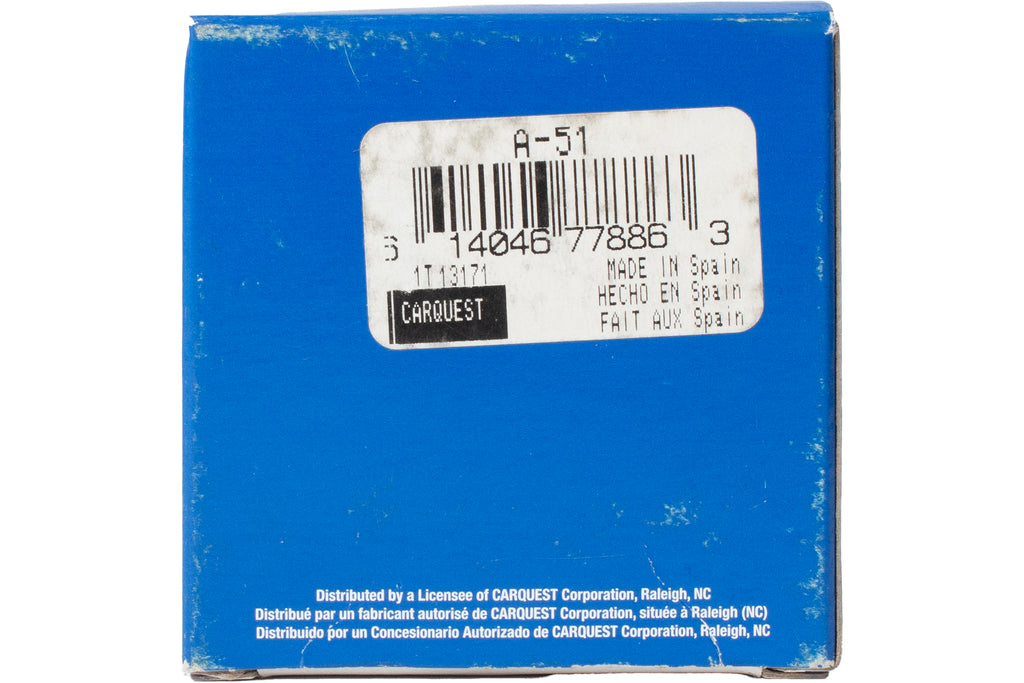 A-51
6 14046 77886 3
1T13171
MADE IN Spain
HECHO EN Spain
CARQUEST
FAIT AUX Spain
Distributed by a Licensee of CARQUEST Corporation, Raleigh, NC
Distribué par un fabricant autorisé de CARQUEST Corporation, située à Raleigh (NC)
Distribuido por un Concesionario Autorizado de CARQUEST Corporation, Raleigh, NC